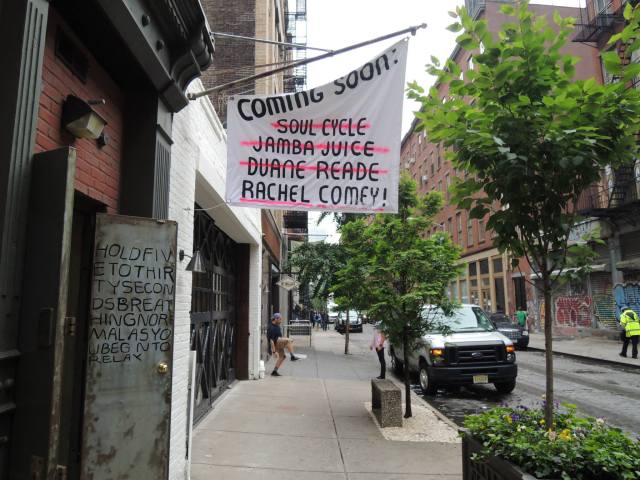 COMING SOON:
SOUL CYCLE
JAMBA JUICE
DUANE READE
RACHEL COMEY!
HOLDFIV
ETOTHIR
TYSECON
DSBREAT
HINGNOR
MALASYO
UBEGINTO
RELAX